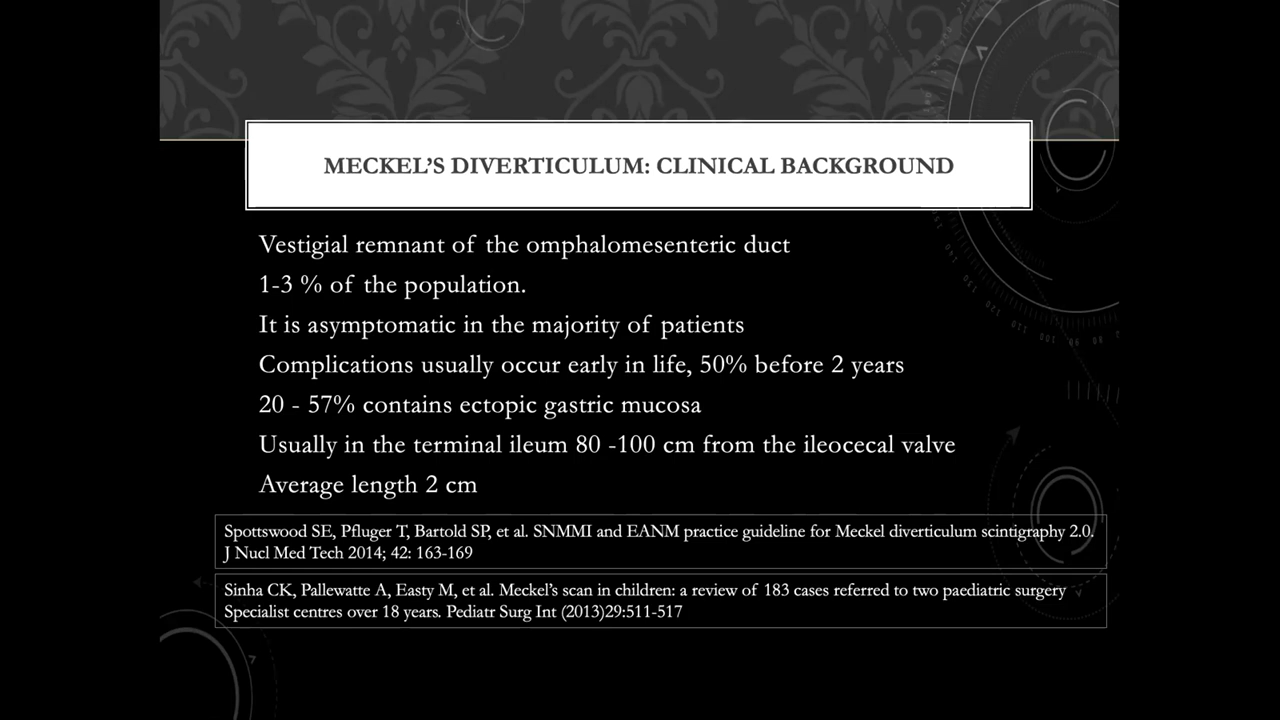 MECKEL'S DIVERTICULUM: CLINICAL BACKGROUND
Vestigial remnant of the omphalomesenteric duct
1-3 % of the population.
It is asymptomatic in the majority of patients
Complications usually occur early in life, 50% before 2 years
20 - 57% contains ectopic gastric mucosa
Usually in the terminal ileum 80 -100 cm from the ileocecal valve
Average length 2 cm
Spottswood SE, Pfluger T, Bartold SP, et al. SNMMI and EANM practice guideline for Meckel diverticulum scintigraphy 2.0.
J Nucl Med Tech 2014; 42: 163-169
Sinha CK, Pallewatte A, Easty M, et al. Meckel's scan in children: a review of 183 cases referred to two paediatric surgery
Specialist centres over 18 years. Pediatr Surg Int (2013)29:511-517